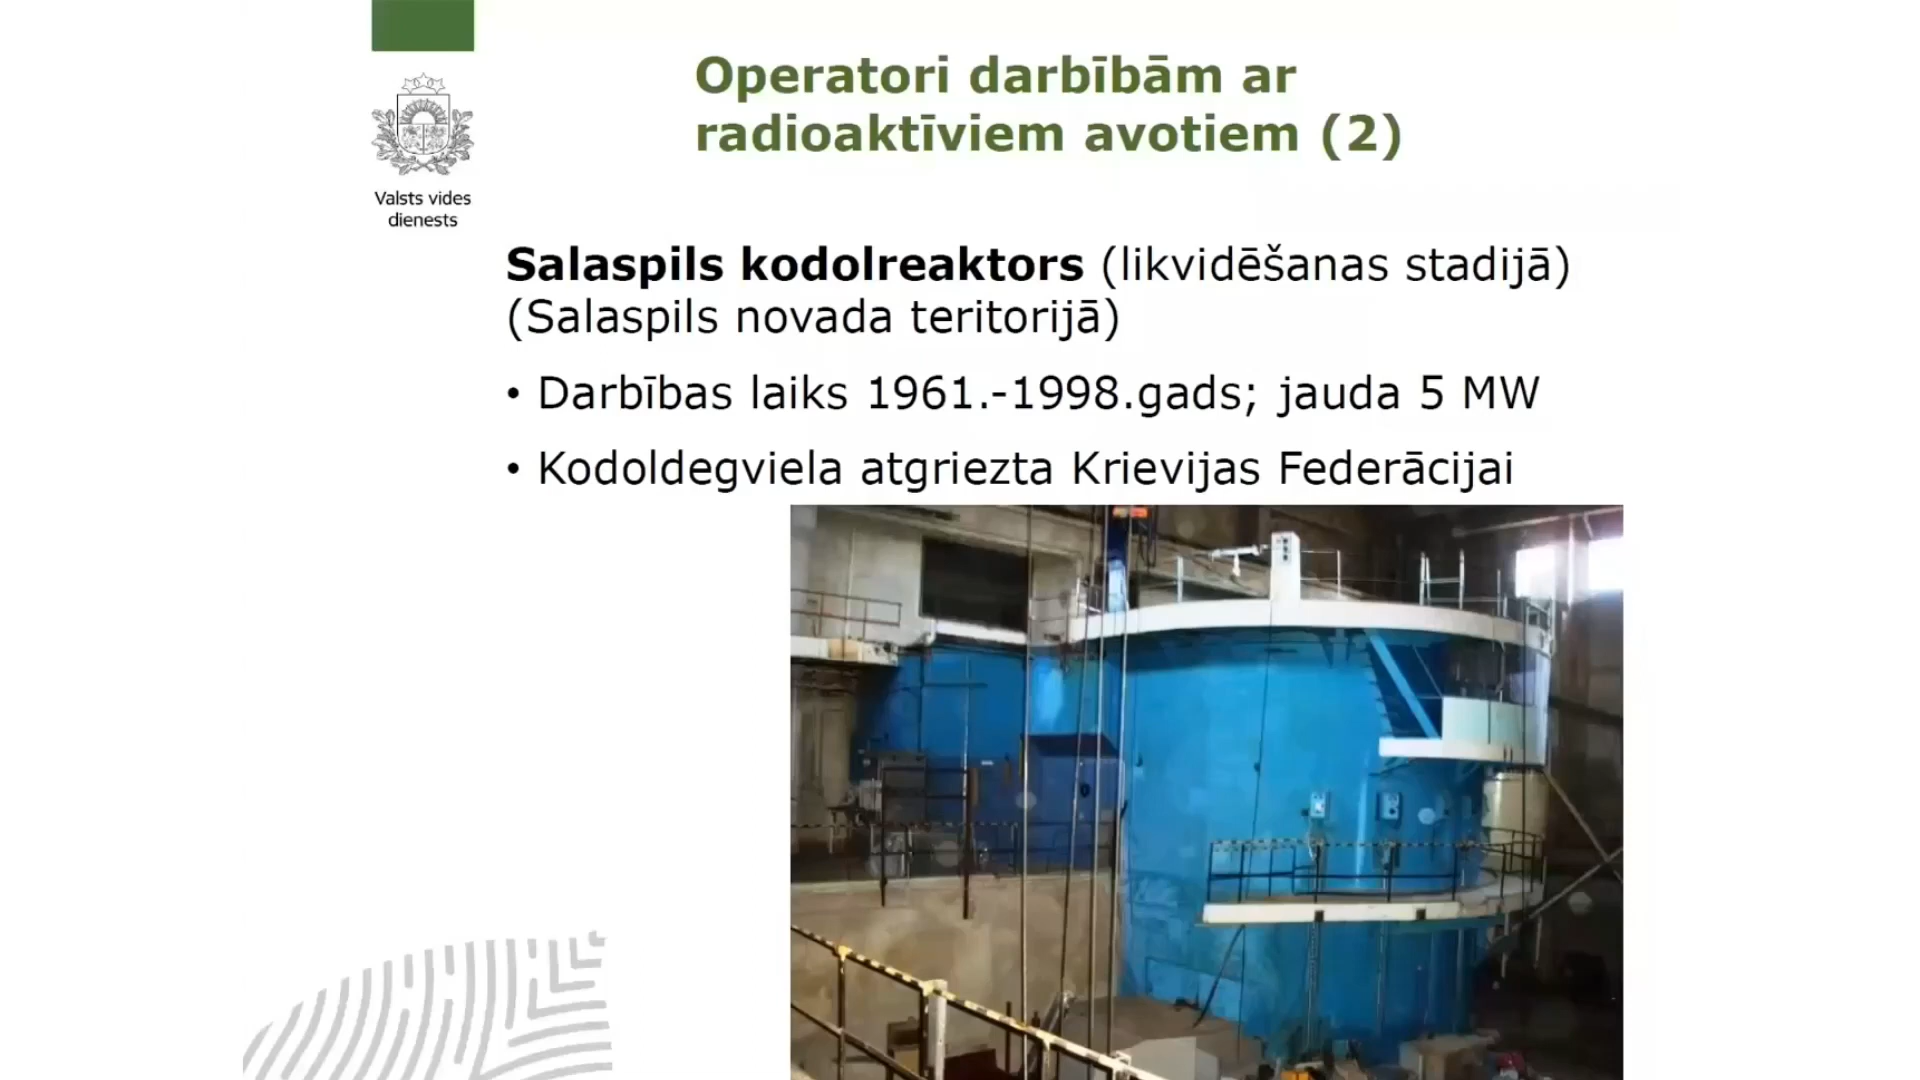 Operatori darbībām ar
radioaktīviem avotiem (2)
Valsts vides
dienests
Salaspils kodolreaktors (likvidēšanas stadijā)
(Salaspils novada teritorijā)
• Darbības laiks 1961.-1998.gads; jauda 5 MW
• Kodoldegviela atgriezta Krievijas Federācijai